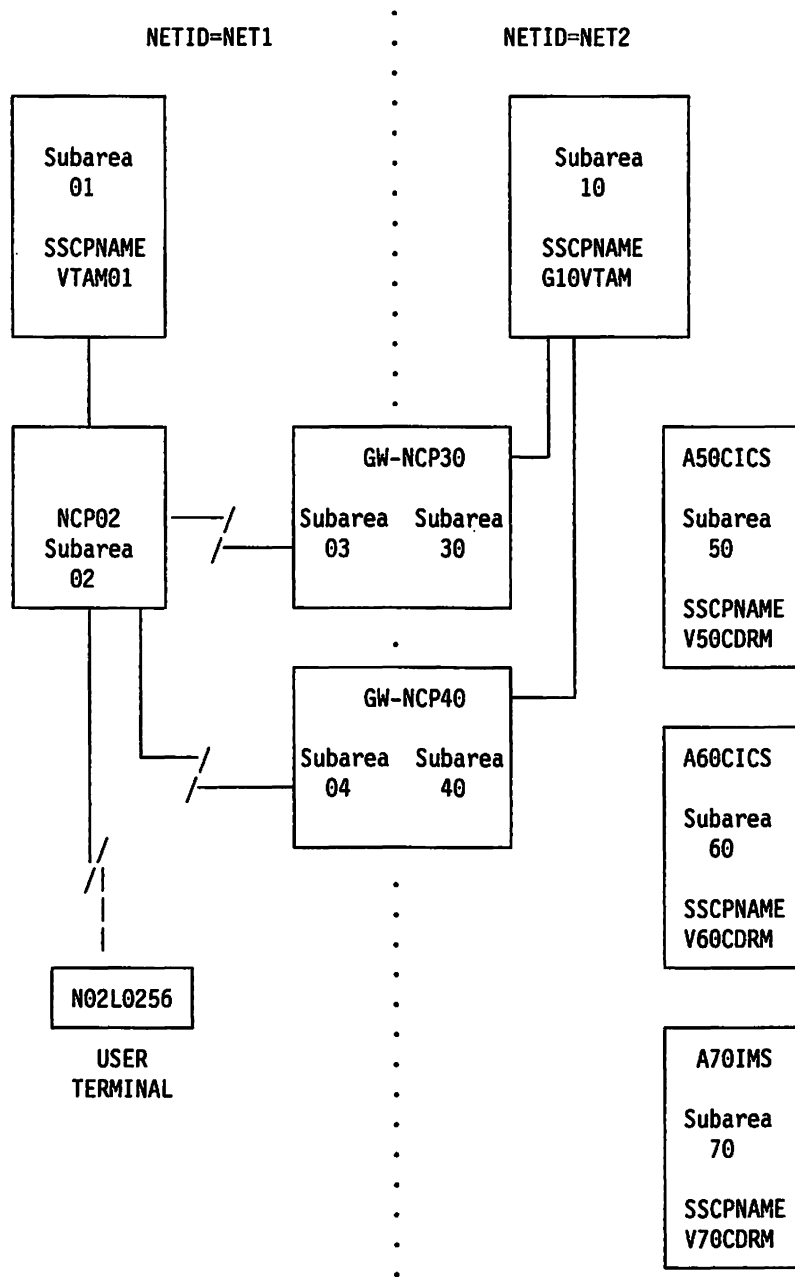 NETID=NET1 NETID=NET2
Subarea
01
SSCPNAME
VTAM01
Subarea
10
SSCPNAME
G10VTAM
NCP02
Subarea
02
GW-NCP30
Subarea Subarea
03 30
A50CICS
Subarea
50
SSCPNAME
V50CDRM
GW-NCP40
Subarea Subarea
04 40
A60CICS
Subarea
60
SSCPNAME
V60CDRM
N02L0256
USER
TERMINAL
A70IMS
Subarea
70
SSCPNAME
V70CDRM